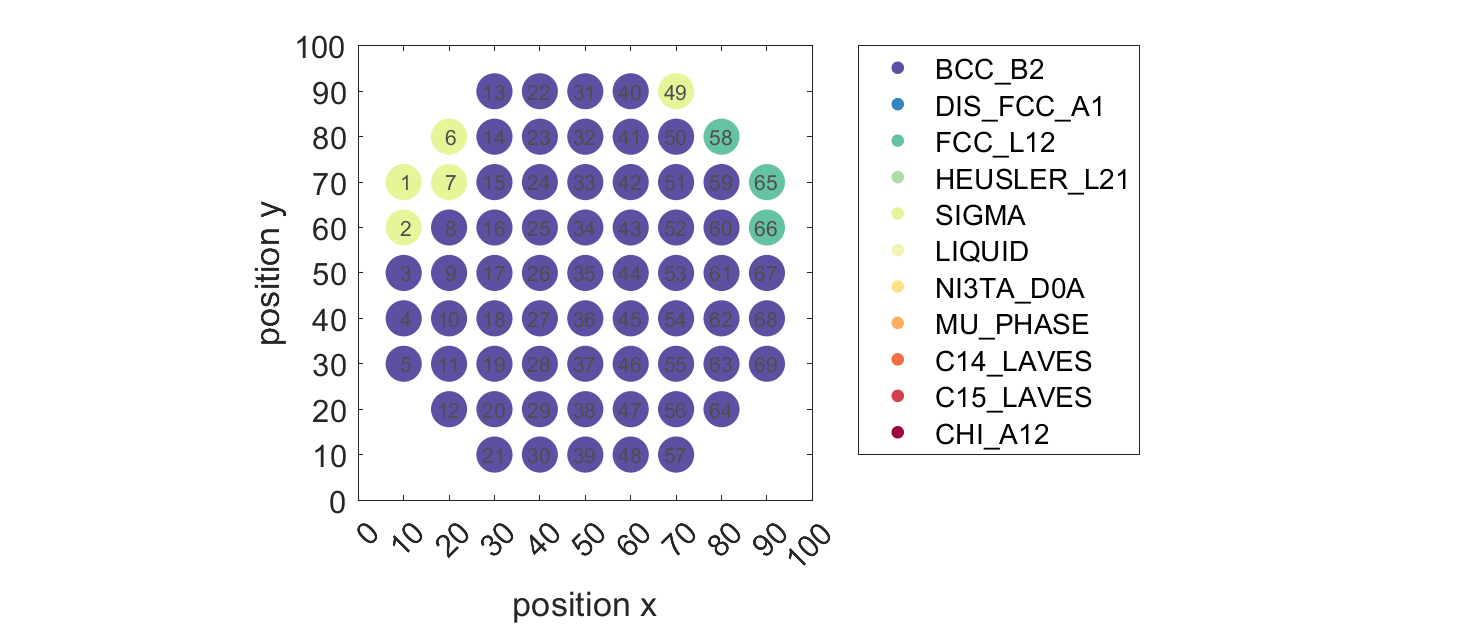 100
90
80
70
60
50
40
30
20
10
0
position y
13 22 31 40 49
6 14 23 32 41 50 58
1 7 15 24 33 42 51 59 65
2 8 16 25 34 43 52 60 66
3 9 17 26 35 44 53 61 67
4 10 18 27 36 45 54 62 68
5 11 19 28 37 46 55 63 69
12 20 29 38 47 56 64
21 30 39 48 57
0 10 20 30 40 50 60 70 80 90 100
position x
BCC_B2
DIS_FCC_A1
FCC_L12
HEUSLER_L21
SIGMA
LIQUID
NI3TA_D0A
MU_PHASE
C14_LAVES
C15_LAVES
CHI_A12